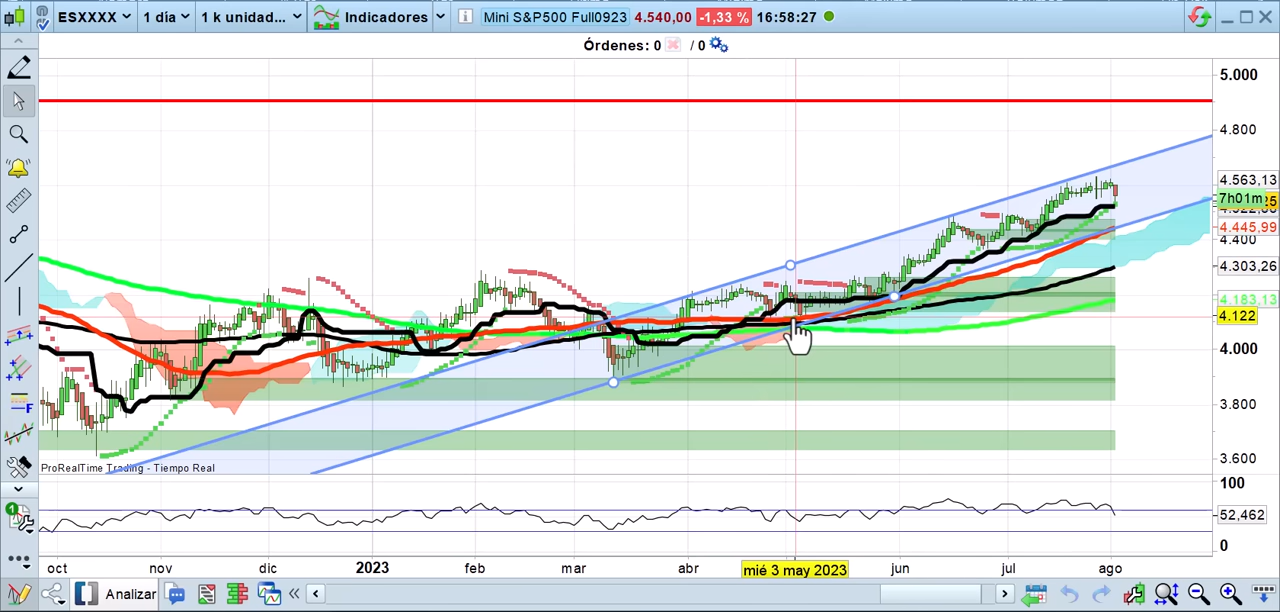 ESXXXX 1 día 1 k unidad... Indicadores Mini S&P500 Full0923 4.540,00 -1,33 % 16:58:27
Órdenes: 0 / 0
5.000
4.800
4.563,13
7h01m
4.445,99
4.400
4.303,26
4.183,13
4.122
4.000
3.800
3.600
ProRealTime Trading - Tiempo Real
100
52,462
0
oct nov dic 2023 feb mar abr mié 3 may 2023 jun jul ago
Analizar